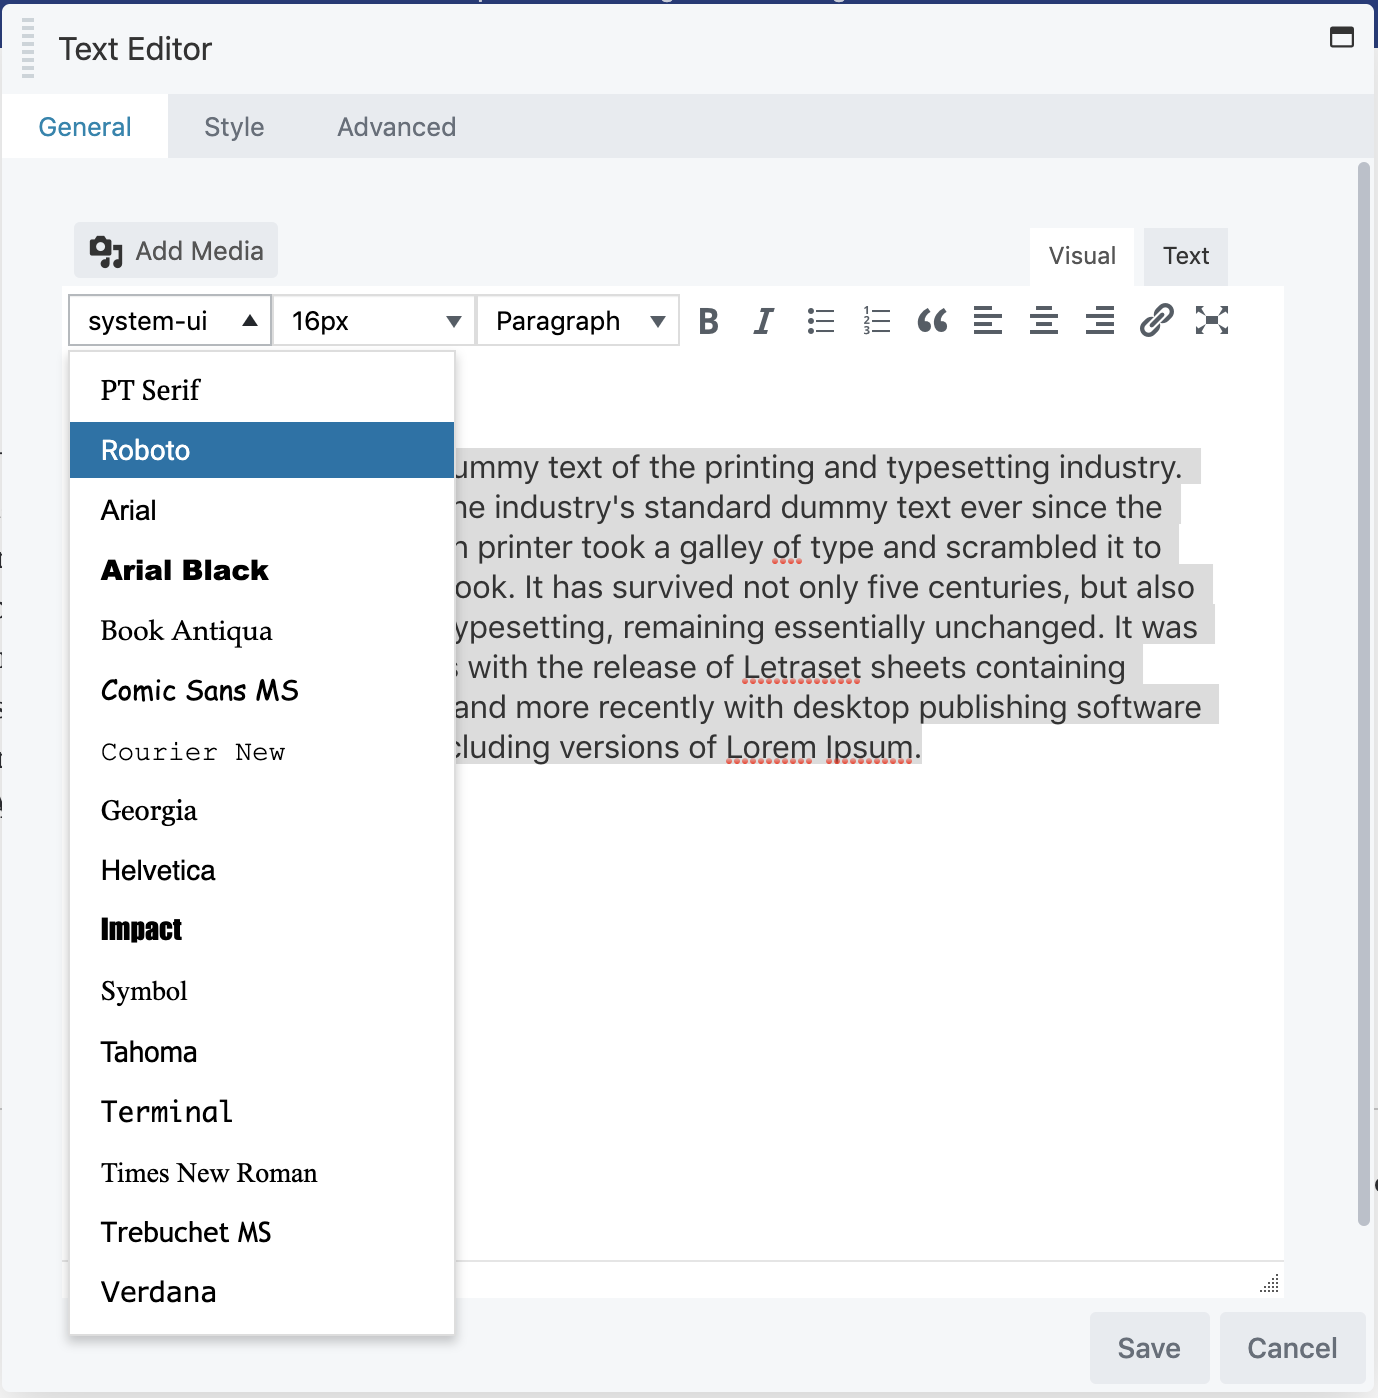 Text Editor
General Style Advanced
Add Media
Visual Text
system-ui 16px Paragraph
PT Serif
Roboto
Arial
Arial Black
Book Antiqua
Comic Sans MS
Courier New
Georgia
Helvetica
Impact
Symbol
Tahoma
Terminal
Times New Roman
Trebuchet MS
Verdana
text of the printing and typesetting industry.
industry's standard dummy text ever since the
printer took a galley of type and scrambled it to
It has survived not only five centuries, but also
remaining essentially unchanged. It was
with the release of Letraset sheets containing
and more recently with desktop publishing software
versions of Lorem Ipsum.
Save Cancel